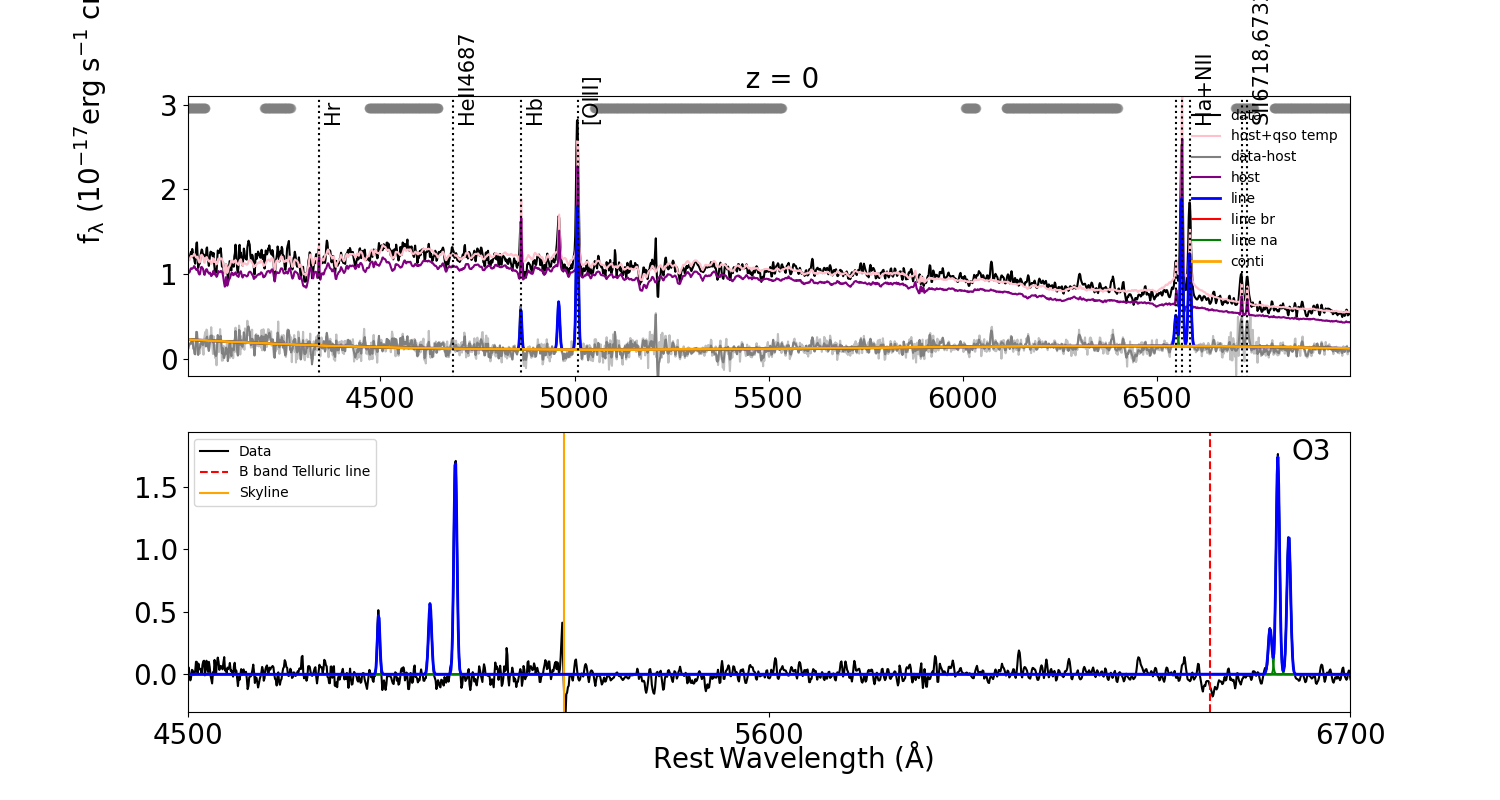 z = 0
f_λ (10^−17 erg s^−1
Hr
HeII4687
Hb
[OIII]
Ha+NII
SII6718,673
3
2
1
0
data
host+qso temp
data-host
host
line
line br
line na
conti
4500 5000 5500 6000 6500
Data
B band Telluric line
Skyline
O3
1.5
1.0
0.5
0.0
4500 5600 6700
Rest Wavelength (Å)